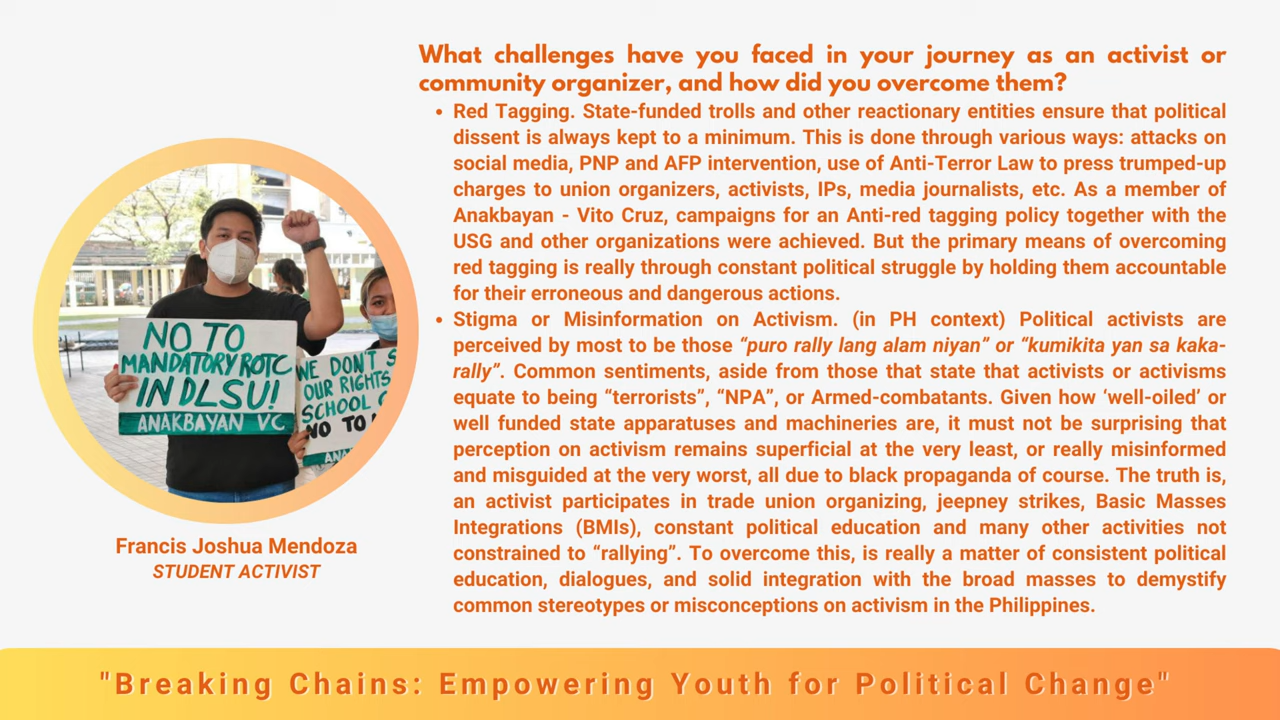 What challenges have you faced in your journey as an activist or
community organizer, and how did you overcome them?
• Red Tagging. State-funded trolls and other reactionary entities ensure that political
dissent is always kept to a minimum. This is done through various ways: attacks on
social media, PNP and AFP intervention, use of Anti-Terror Law to press trumped-up
charges to union organizers, activists, IPs, media journalists, etc. As a member of
Anakbayan - Vito Cruz, campaigns for an Anti-red tagging policy together with the
USG and other organizations were achieved. But the primary means of overcoming
red tagging is really through constant political struggle by holding them accountable
for their erroneous and dangerous actions.
• Stigma or Misinformation on Activism. (in PH context) Political activists are
perceived by most to be those “puro rally lang alam niyan” or “kumikita yan sa kaka-
rally”. Common sentiments, aside from those that state that activists or activisms
equate to being “terrorists”, “NPA”, or Armed-combatants. Given how ‘well-oiled’ or
well funded state apparatuses and machineries are, it must not be surprising that
perception on activism remains superficial at the very least, or really misinformed
and misguided at the very worst, all due to black propaganda of course. The truth is,
an activist participates in trade union organizing, jeepney strikes, Basic Masses
Integrations (BMIs), constant political education and many other activities not
constrained to “rallying”. To overcome this, is really a matter of consistent political
education, dialogues, and solid integration with the broad masses to demystify
common stereotypes or misconceptions on activism in the Philippines.
NO TO
MANDATORY ROTC
IN DLSU!
ANAKBAYAN VC
WE DON'T S
OUR RIGHTS
SCHOOL
NO TO
ANA
Francis Joshua Mendoza
STUDENT ACTIVIST
"Breaking Chains: Empowering Youth for Political Change"